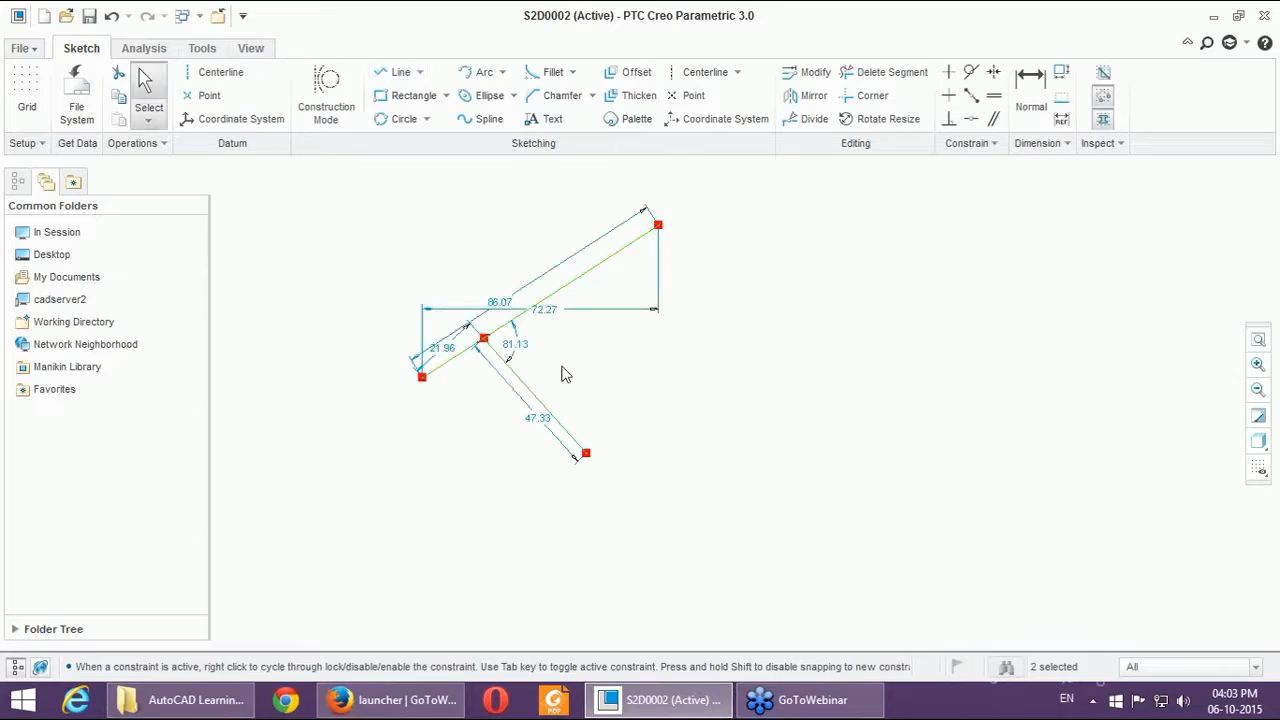 S2D0002 (Active) - PTC Creo Parametric 3.0
File Sketch Analysis Tools View
Grid
File System
Select
Centerline
Point
Coordinate System
Construction Mode
Line Arc Fillet Offset Centerline
Rectangle Ellipse Chamfer Thicken Point
Circle Spline Text Palette Coordinate System
Modify Delete Segment
Mirror Corner
Divide Rotate Resize
Normal
REF
Setup Get Data Operations Datum Sketching Editing Constrain Dimension Inspect
Common Folders
In Session
Desktop
My Documents
cadserver2
Working Directory
Network Neighborhood
Manikin Library
Favorites
Folder Tree
86.07
72.27
21.96
81.13
47.33
When a constraint is active, right click to cycle through lock/disable/enable the constraint. Use Tab key to toggle active constraint. Press and hold Shift to disable snapping to new constr
2 selected
All
AutoCAD Learnin...
launcher | GoToW...
S2D0002 (Active) ...
GoToWebinar
EN
04:03 PM
06-10-2015